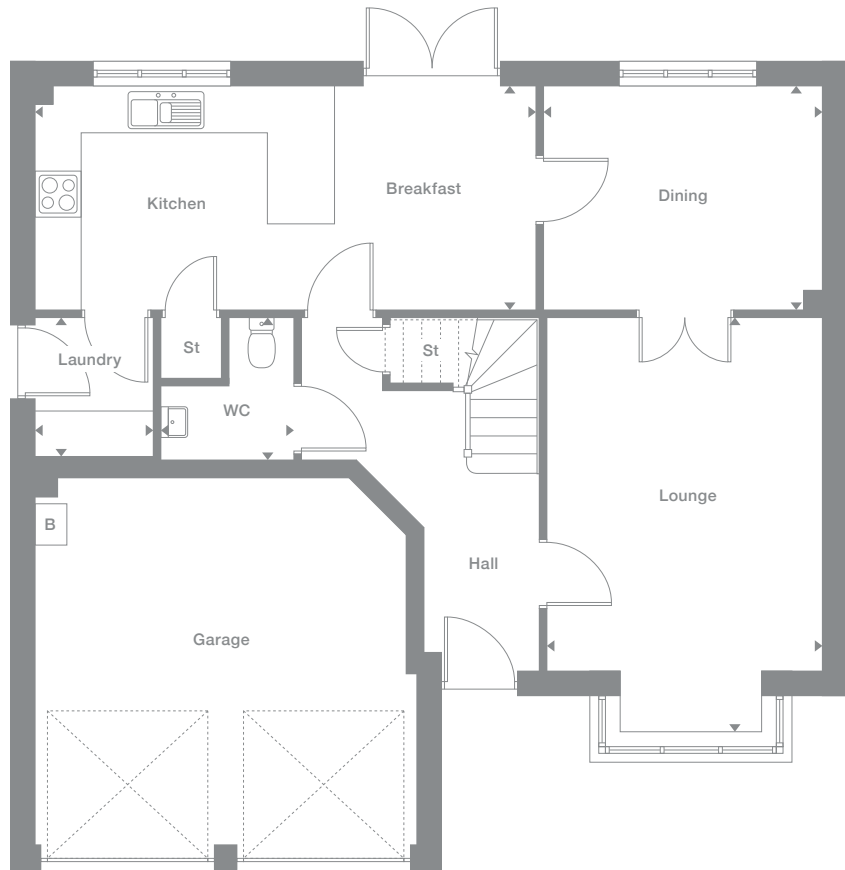 Kitchen
Breakfast
Dining
St
Laundry
St
WC
Lounge
B
Hall
Garage